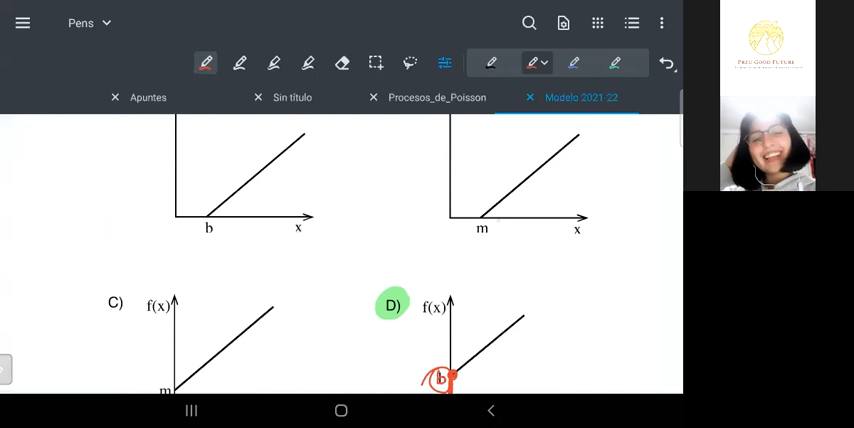 Pens
Apuntes
Sin título
Procesos_de_Poisson
Modelo 2021-22
b
x
m
x
C)
f(x)
m
D)
f(x)
b
PREU GOOD FUTURE